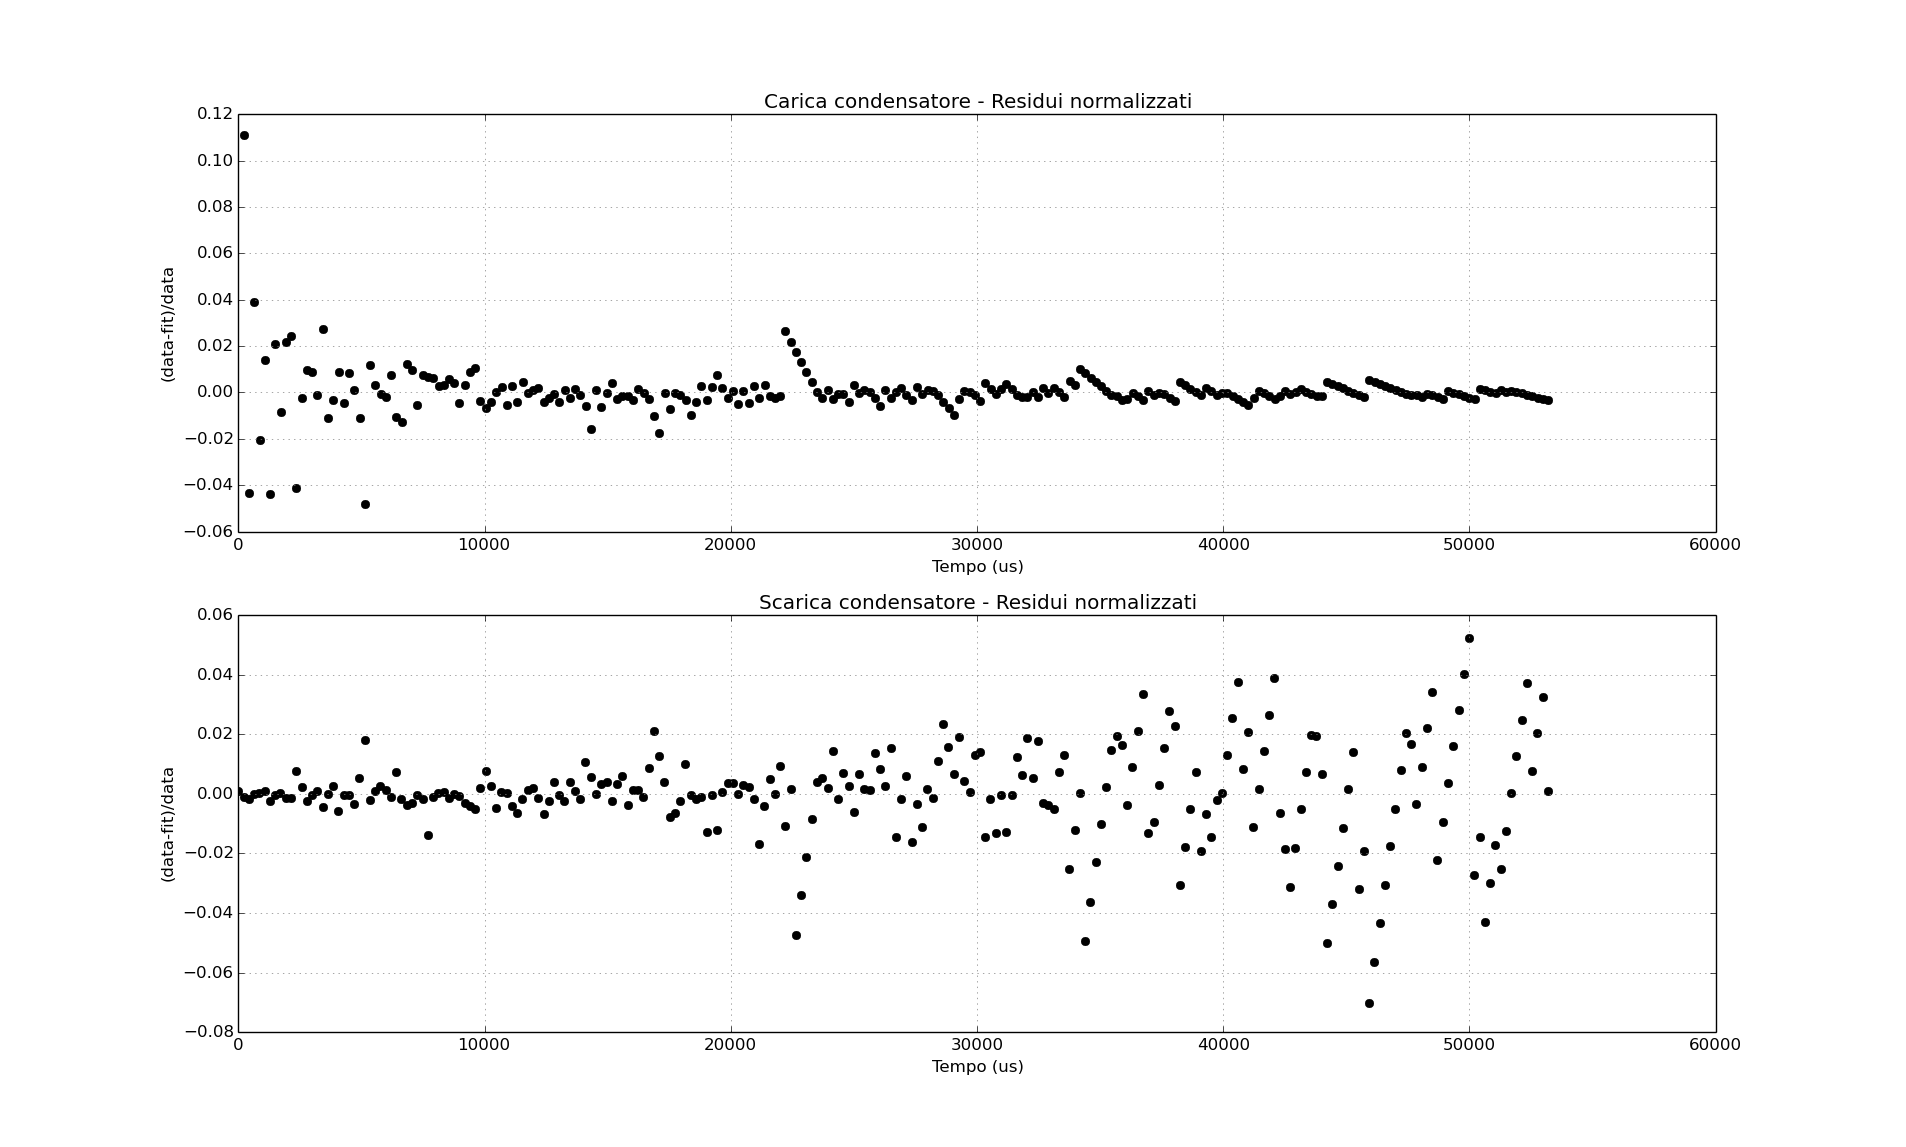 Carica condensatore - Residui normalizzati
0.12
0.10
0.08
0.06
0.04
0.02
0.00
−0.02
−0.04
−0.06
(data-fit)/data
0 10000 20000 30000 40000 50000 60000
Tempo (us)
Scarica condensatore - Residui normalizzati
0.06
0.04
0.02
0.00
−0.02
−0.04
−0.06
−0.08
(data-fit)/data
0 10000 20000 30000 40000 50000 60000
Tempo (us)